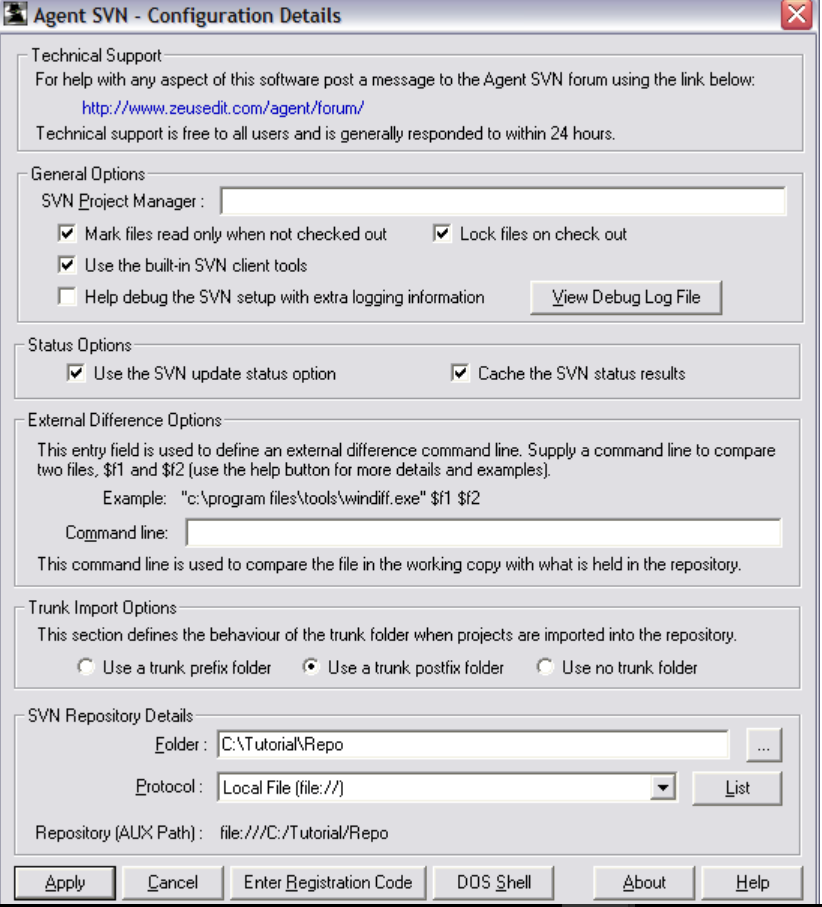 Agent SVN - Configuration Details
Technical Support
For help with any aspect of this software post a message to the Agent SVN forum using the link below:
http://www.zeusedit.com/agent/forum/
Technical support is free to all users and is generally responded to within 24 hours.
General Options
SVN Project Manager :
Mark files read only when not checked out
Lock files on check out
Use the built-in SVN client tools
Help debug the SVN setup with extra logging information
View Debug Log File
Status Options
Use the SVN update status option
Cache the SVN status results
External Difference Options
This entry field is used to define an external difference command line. Supply a command line to compare
two files, $f1 and $f2 (use the help button for more details and examples).
Example: "c:\program files\tools\windiff.exe" $f1 $f2
Command line:
This command line is used to compare the file in the working copy with what is held in the repository.
Trunk Import Options
This section defines the behaviour of the trunk folder when projects are imported into the repository.
Use a trunk prefix folder
Use a trunk postfix folder
Use no trunk folder
SVN Repository Details
Folder : C:\Tutorial\Repo
...
Protocol : Local File (file://)
List
Repository (AUX Path) : file:///C:/Tutorial/Repo
Apply
Cancel
Enter Registration Code
DOS Shell
About
Help